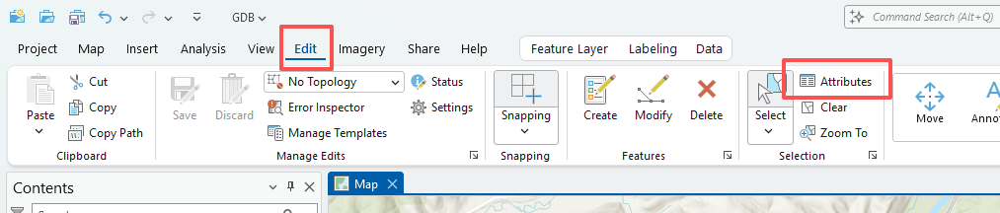 GDB
Command Search (Alt+Q)
Project Map Insert Analysis View Edit Imagery Share Help Feature Layer Labeling Data
Paste
Cut
Copy
Copy Path
Clipboard
Save
Discard
No Topology
Error Inspector
Manage Templates
Status
Settings
Manage Edits
Snapping
Snapping
Create
Modify
Delete
Features
Select
Attributes
Clear
Zoom To
Selection
Move
Contents
Map